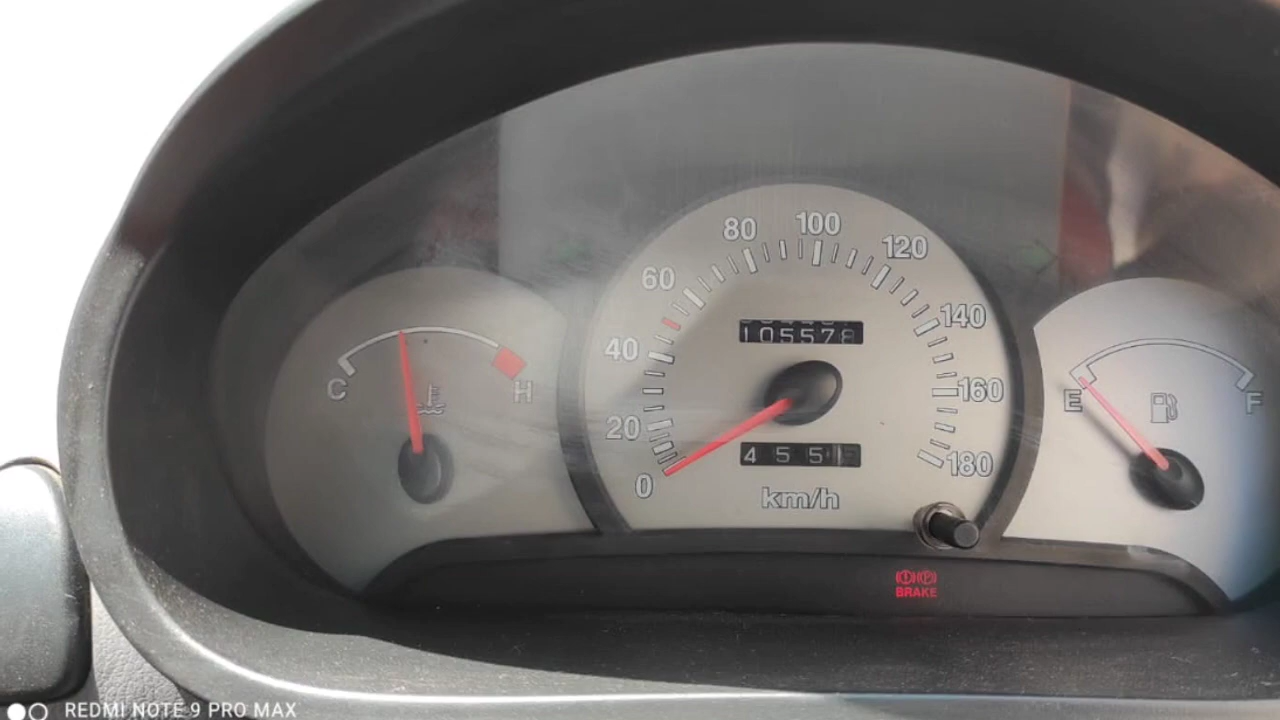 80 100
60 120
40 140
105578
20 160
0 180
455
km/h
C H
E F
BRAKE
REDMI NOTE 9 PRO MAX